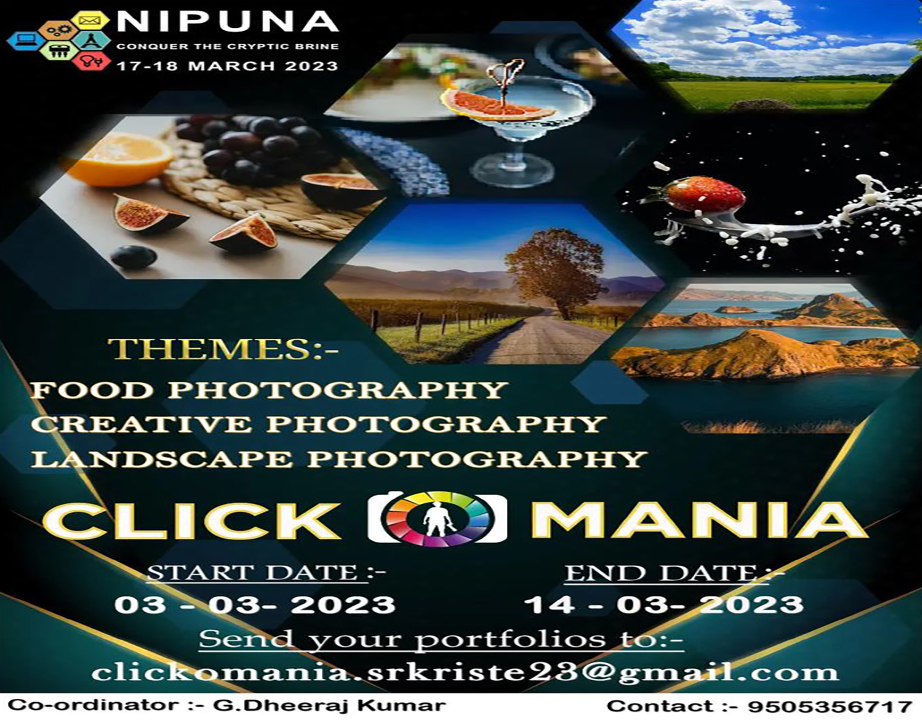 NIPUNA
CONQUER THE CRYPTIC BRINE
17-18 MARCH 2023
THEMES:-
FOOD PHOTOGRAPHY
CREATIVE PHOTOGRAPHY
LANDSCAPE PHOTOGRAPHY
CLICK O MANIA
START DATE :- END DATE :-
03 - 03- 2023 14 - 03- 2023
Send your portfolios to:-
clickomania.srkriste23@gmail.com
Co-ordinator :- G.Dheeraj Kumar Contact :- 9505356717